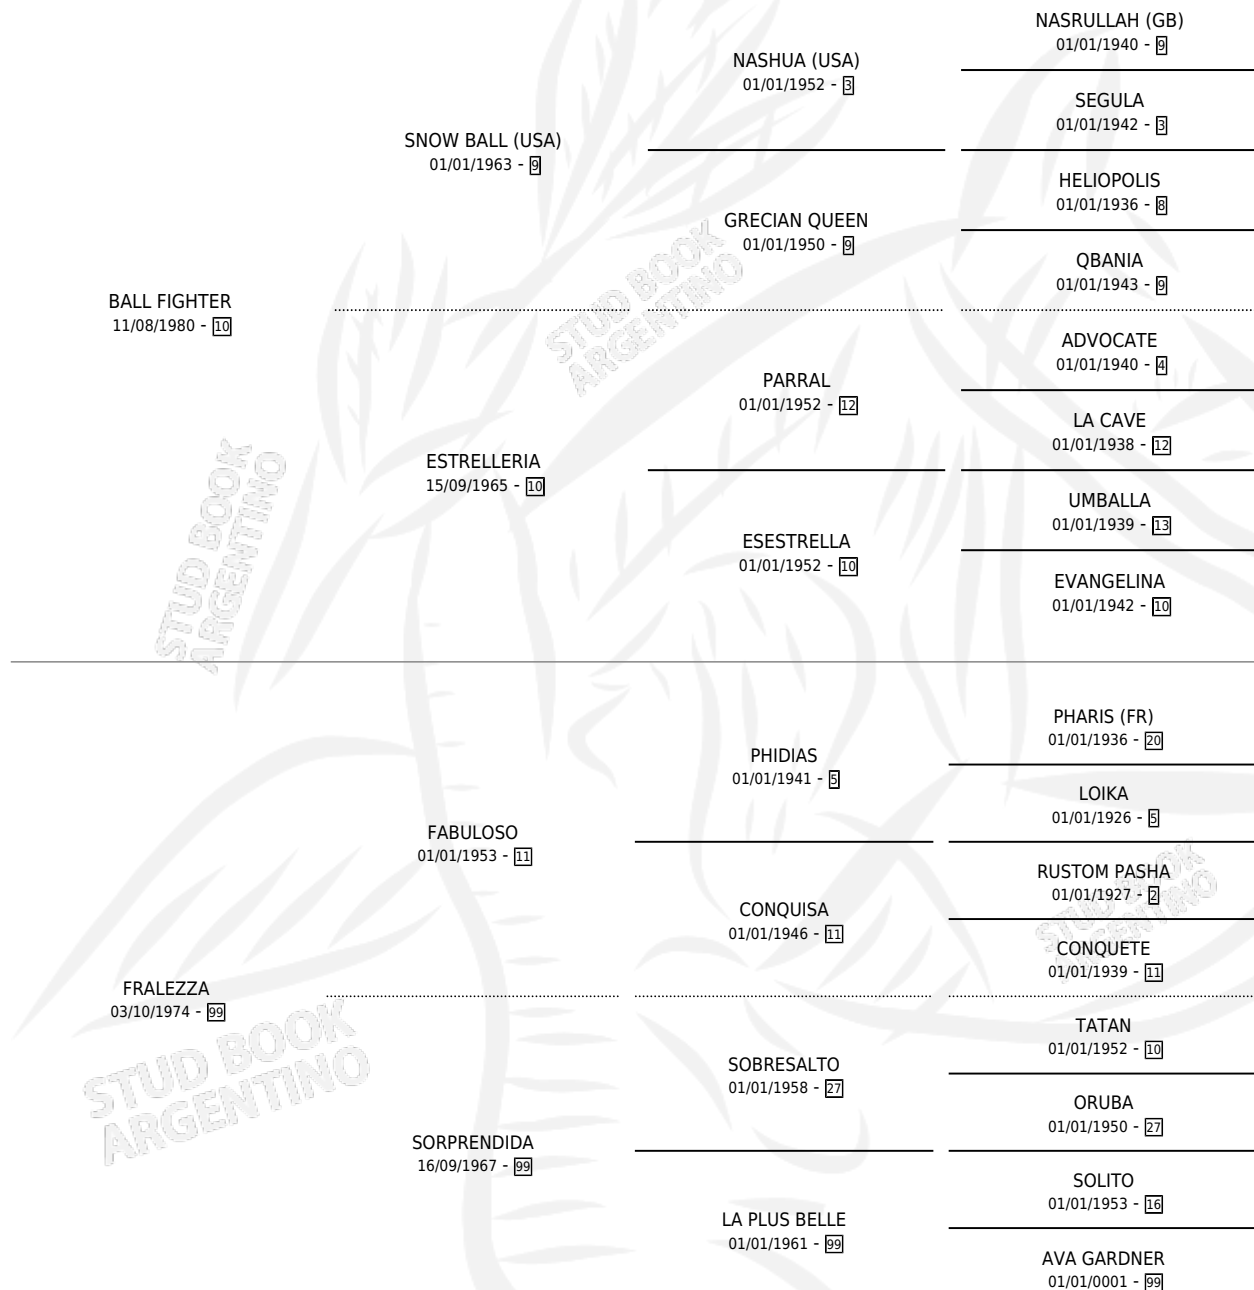 NASRULLAH (GB)
01/01/1940 - 9
NASHUA (USA)
01/01/1952 - 3
SEGULA
01/01/1942 - 3
SNOW BALL (USA)
01/01/1963 - 9
HELIOPOLIS
01/01/1936 - 8
GRECIAN QUEEN
01/01/1950 - 9
QBANIA
01/01/1943 - 9
STUD BOOK
ARGENTINO
BALL FIGHTER
11/08/1980 - 10
ADVOCATE
01/01/1940 - 4
PARRAL
01/01/1952 - 12
LA CAVE
01/01/1938 - 12
ESTRELLERIA
15/09/1965 - 10
UMBALLA
01/01/1939 - 13
ESESTRELLA
01/01/1952 - 10
EVANGELINA
01/01/1942 - 10
STUD BOOK
ARGENTINO
PHARIS (FR)
01/01/1936 - 20
PHIDIAS
01/01/1941 - 5
LOIKA
01/01/1926 - 5
FABULOSO
01/01/1953 - 11
RUSTOM PASHA
01/01/1927 - 2
CONQUISA
01/01/1946 - 11
CONQUETE
01/01/1939 - 11
STUD BOOK
ARGENTINO
FRALEZZA
03/10/1974 - 99
TATAN
01/01/1952 - 10
SOBRESALTO
01/01/1958 - 27
ORUBA
01/01/1950 - 27
STUD BOOK
ARGENTINO
SORPRENDIDA
16/09/1967 - 99
SOLITO
01/01/1953 - 16
LA PLUS BELLE
01/01/1961 - 99
AVA GARDNER
01/01/0001 - 99